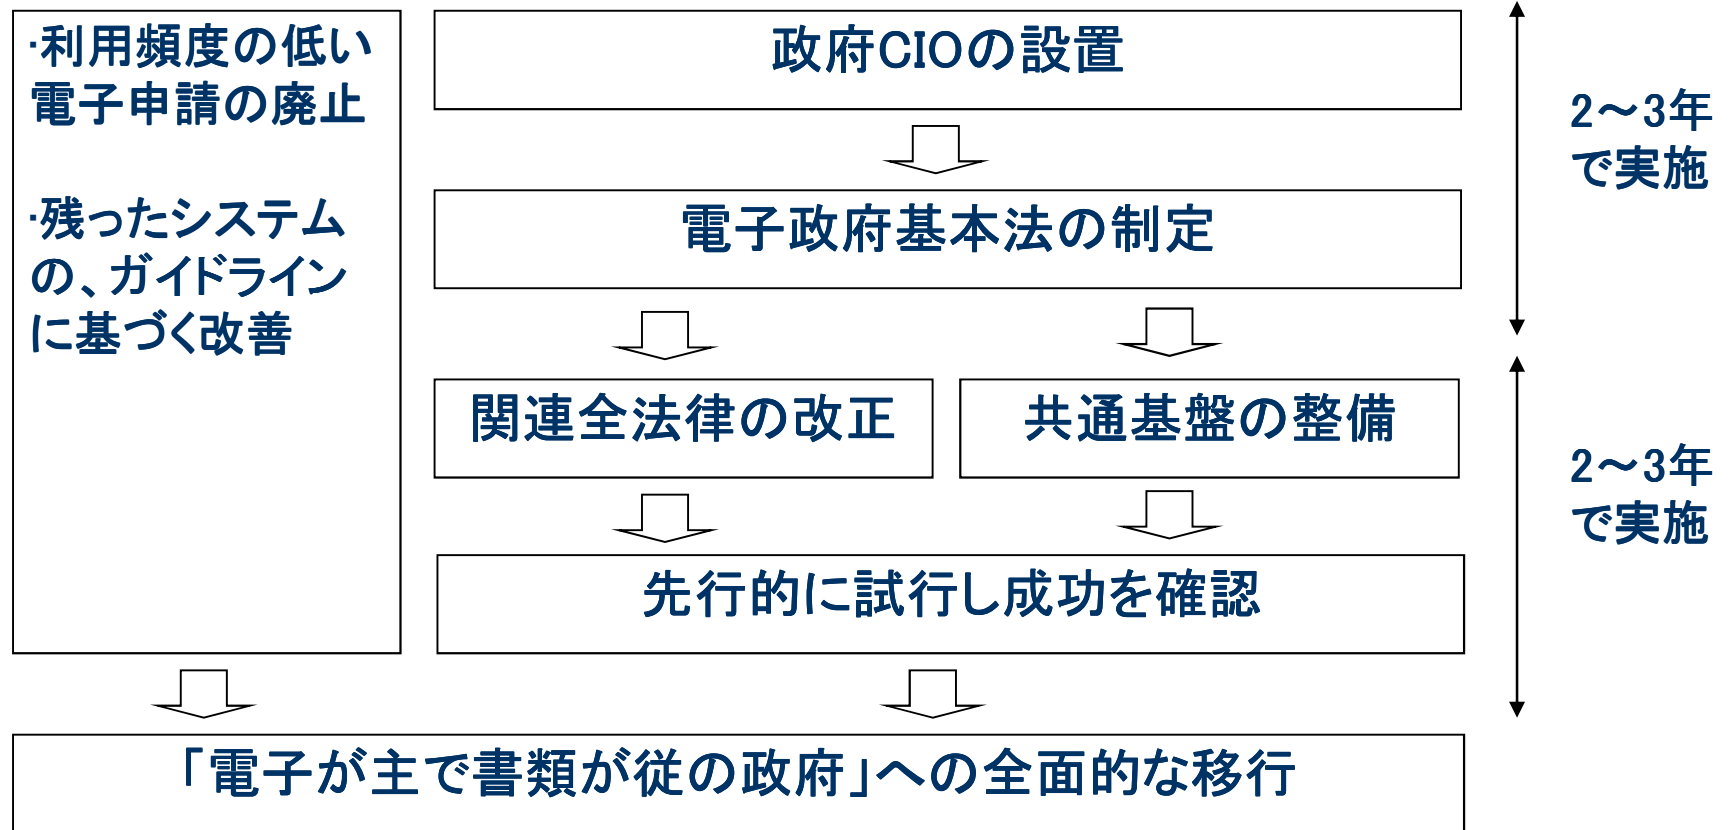 ·利用頻度の低い
電子申請の廃止
·残ったシステム
の、ガイドライン
に基づく改善
政府CIOの設置
電子政府基本法の制定
2～3年
で実施
関連全法律の改正
共通基盤の整備
先行的に試行し成功を確認
2～3年
で実施
「電子が主で書類が従の政府」への全面的な移行